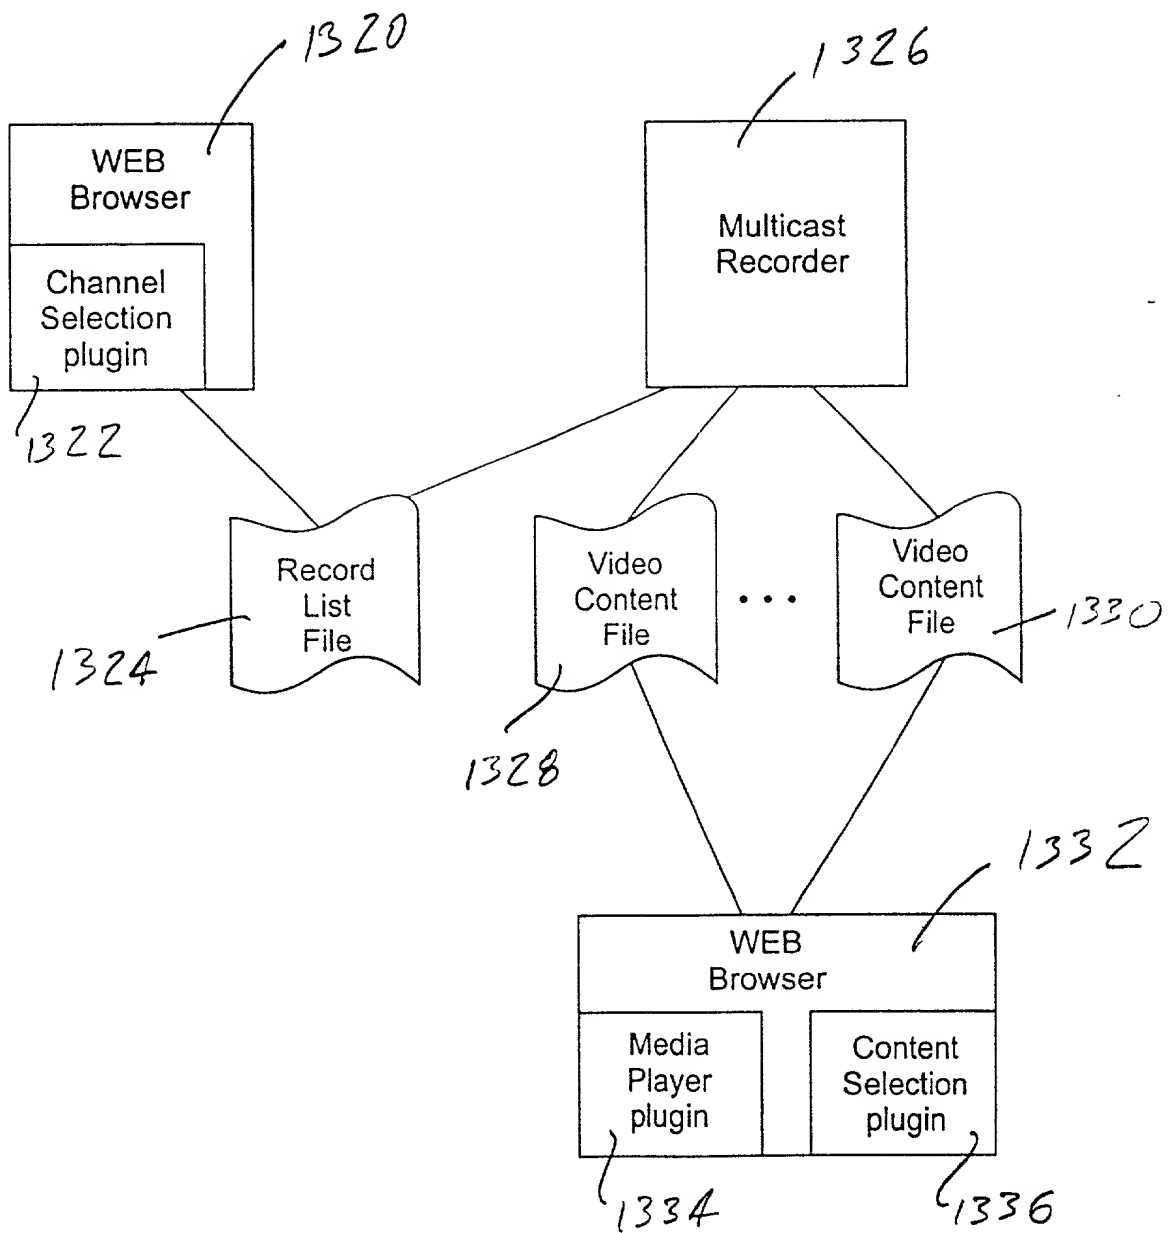 1320
1326
WEB
Browser
Channel
Selection
plugin
Multicast
Recorder
1322
Record
List
File
Video
Content
File
Video
Content
File
1330
1324
1328
1332
WEB
Browser
Media
Player
plugin
Content
Selection
plugin
1334
1336